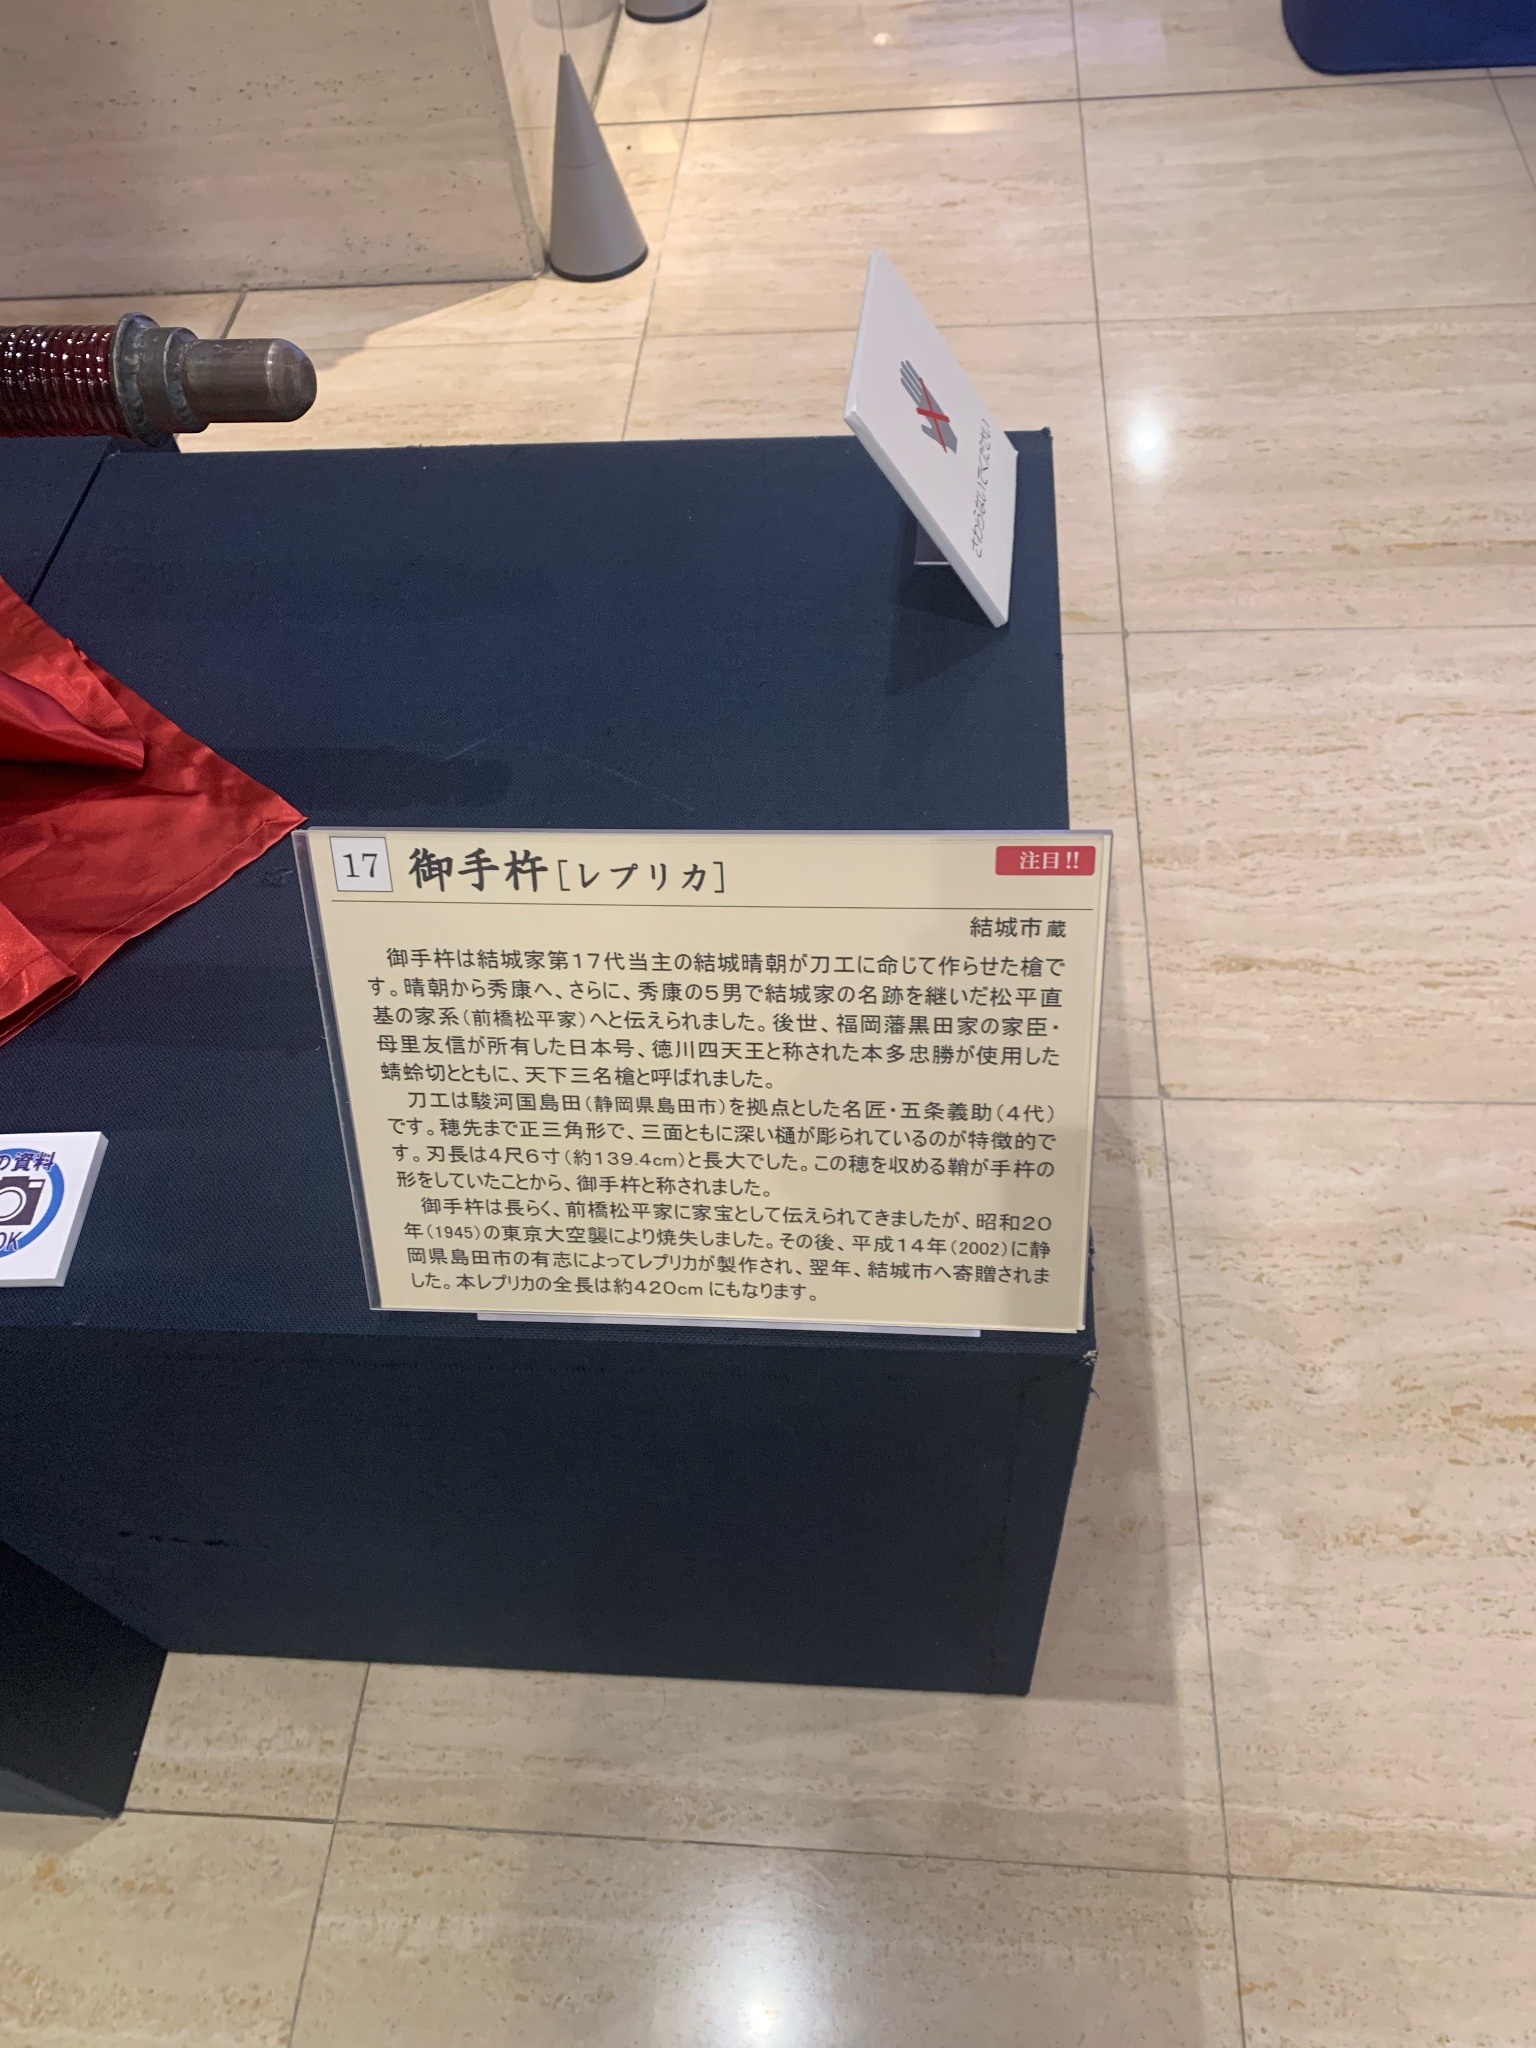 さわらないでください
17 御手杵[レプリカ] 注目!!
結城市 蔵
御手杵は結城家第17代当主の結城晴朝が刀工に命じて作らせた槍で
す。晴朝から秀康へ、さらに、秀康の5男で結城家の名跡を継いだ松平直
基の家系(前橋松平家)へと伝えられました。後世、福岡藩黒田家の家臣・
母里友信が所有した日本号、徳川四天王と称された本多忠勝が使用した
蜻蛉切とともに、天下三名槍と呼ばれました。
刀工は駿河国島田(静岡県島田市)を拠点とした名匠・五条義助(4代)
です。穂先まで正三角形で、三面ともに深い樋が彫られているのが特徴的で
す。刃長は4尺6寸(約139.4cm)と長大でした。この穂を収める鞘が手杵の
形をしていたことから、御手杵と称されました。
御手杵は長らく、前橋松平家に家宝として伝えられてきましたが、昭和20
年(1945)の東京大空襲により焼失しました。その後、平成14年(2002)に静
岡県島田市の有志によってレプリカが製作され、翌年、結城市へ寄贈されま
した。本レプリカの全長は約420cmにもなります。
の資料
OK